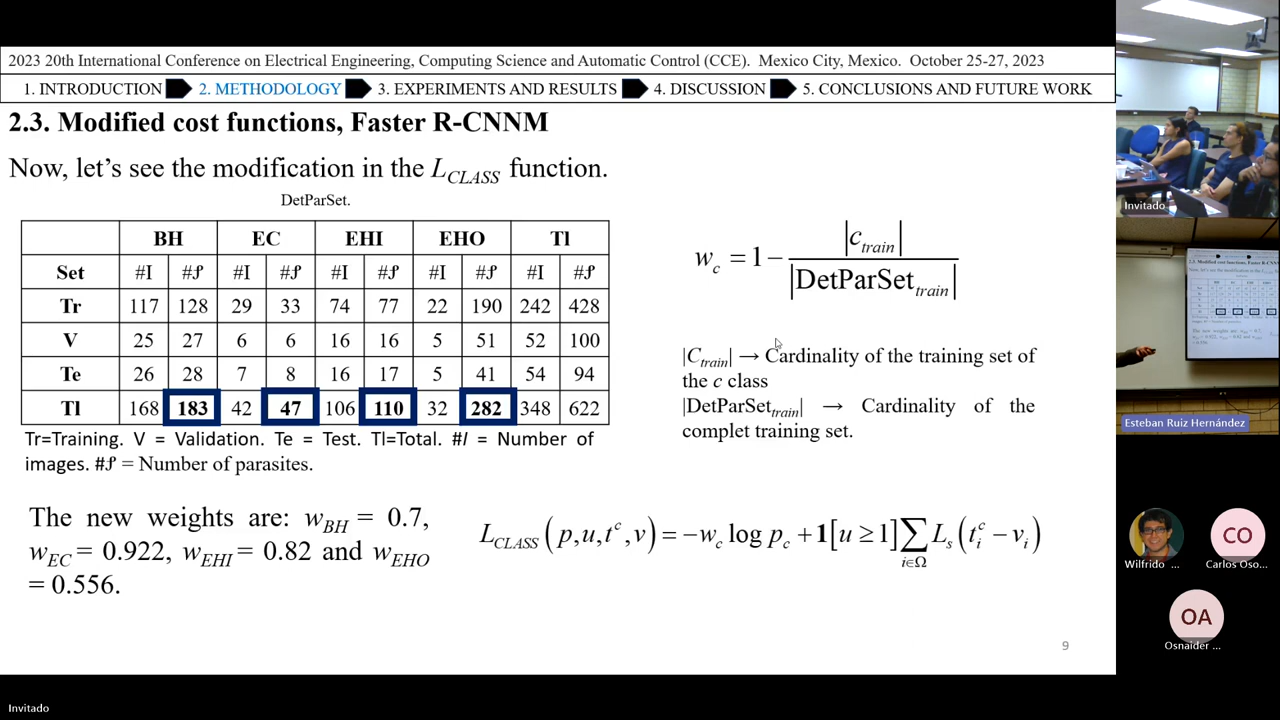 2023 20th International Conference on Electrical Engineering, Computing Science and Automatic Control (CCE). Mexico City, Mexico. October 25-27, 2023
1. INTRODUCTION 2. METHODOLOGY 3. EXPERIMENTS AND RESULTS 4. DISCUSSION 5. CONCLUSIONS AND FUTURE WORK
2.3. Modified cost functions, Faster R-CNNM
Now, let's see the modification in the L_CLASS function.
DetParSet.
BH EC EHI EHO Tl
Set #I #𝒫 #I #𝒫 #I #𝒫 #I #𝒫 #I #𝒫
Tr 117 128 29 33 74 77 22 190 242 428
V 25 27 6 6 16 16 5 51 52 100
Te 26 28 7 8 16 17 5 41 54 94
Tl 168 183 42 47 106 110 32 282 348 622
Tr=Training. V = Validation. Te = Test. Tl=Total. #I = Number of
images. #𝒫 = Number of parasites.
w_c = 1 − |c_train| / |DetParSet_train|
|C_train| → Cardinality of the training set of
the c class
|DetParSet_train| → Cardinality of the
complet training set.
The new weights are: w_BH = 0.7,
w_EC = 0.922, w_EHI = 0.82 and w_EHO
= 0.556.
L_CLASS(p,u,t^c,v) = −w_c log p_c + 1[u ≥ 1] ∑_{i∈Ω} L_s(t_i^c − v_i)
9
Invitado
Invitado
Esteban Ruíz Hernández
Wilfrido ...
CO
Carlos Oso...
OA
Osnaider ...